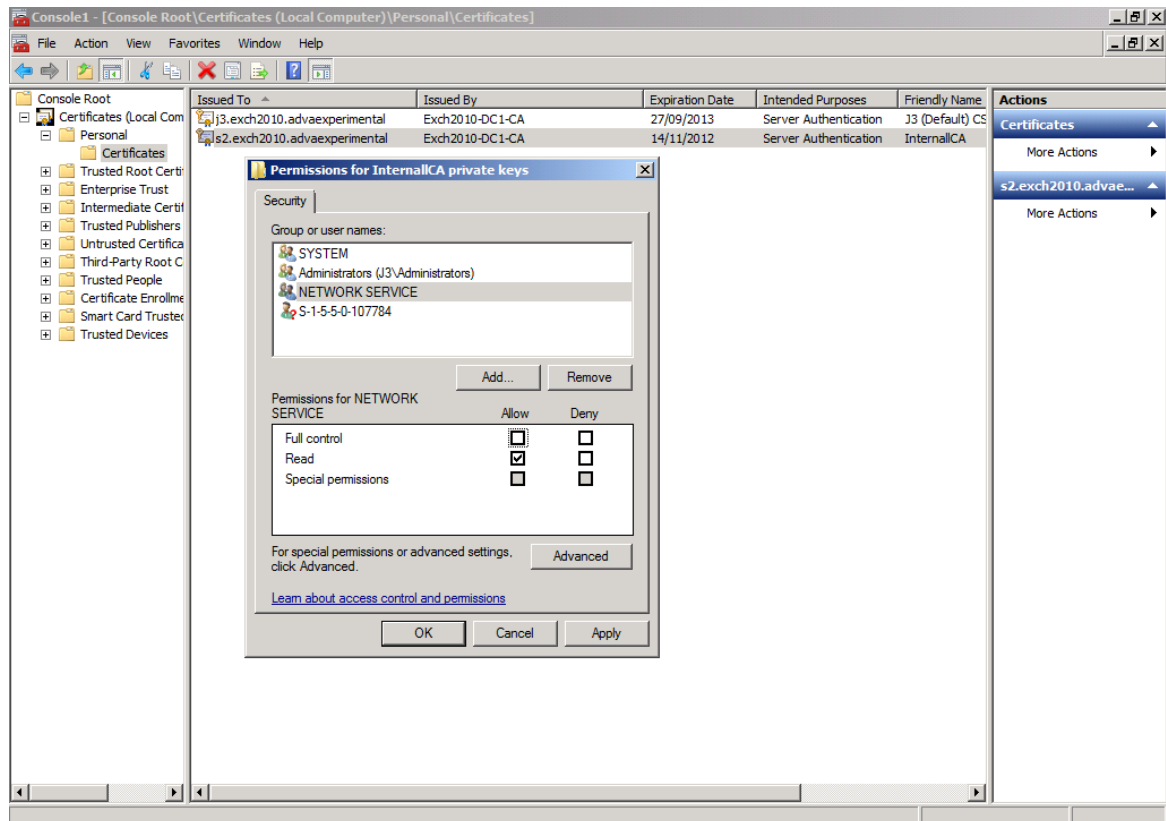 Console1 - [Console Root\Certificates (Local Computer)\Personal\Certificates]
File Action View Favorites Window Help
Console Root
Certificates (Local Com
Personal
Certificates
Trusted Root Certi
Enterprise Trust
Intermediate Certif
Trusted Publishers
Untrusted Certifica
Third-Party Root C
Trusted People
Certificate Enrollme
Smart Card Trusted
Trusted Devices
Issued To Issued By Expiration Date Intended Purposes Friendly Name
j3.exch2010.advaexperimental Exch2010-DC1-CA 27/09/2013 Server Authentication J3 (Default) CS
s2.exch2010.advaexperimental Exch2010-DC1-CA 14/11/2012 Server Authentication InternallCA
Permissions for InternallCA private keys
Security
Group or user names:
SYSTEM
Administrators (J3\Administrators)
NETWORK SERVICE
S-1-5-5-0-107784
Add... Remove
Permissions for NETWORK
SERVICE Allow Deny
Full control
Read
Special permissions
For special permissions or advanced settings,
click Advanced.
Advanced
Learn about access control and permissions
OK Cancel Apply
Actions
Certificates
More Actions
s2.exch2010.advae...
More Actions